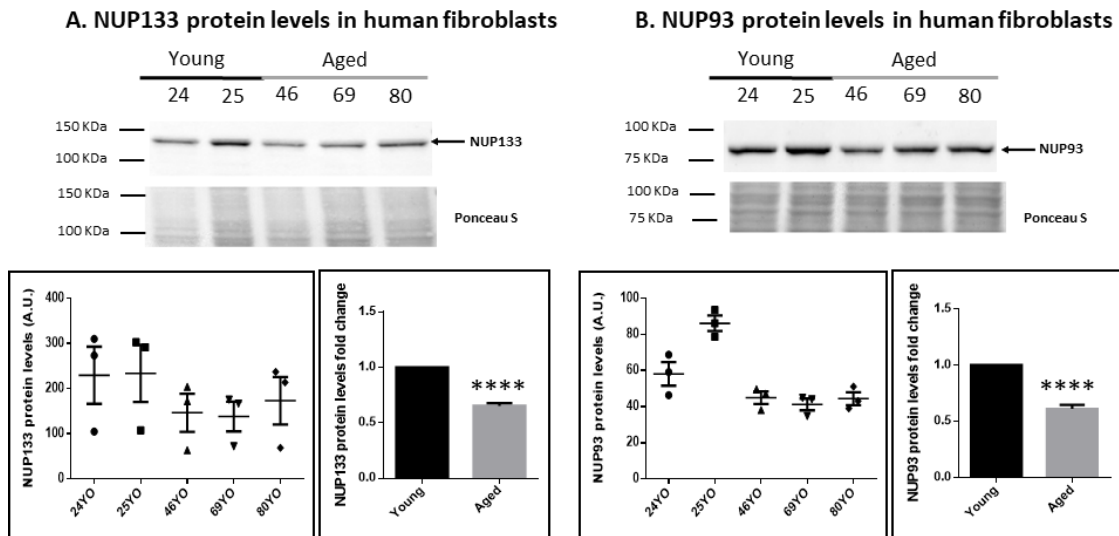 A. NUP133 protein levels in human fibroblasts
Young Aged
24 25 46 69 80
150 KDa
100 KDa
NUP133
150 KDa
100 KDa
Ponceau S
NUP133 protein levels (A.U.)
400
300
200
100
0
24YO 25YO 46YO 69YO 80YO
NUP133 protein levels fold change
1.5
1.0
0.5
0.0
****
Young Aged
B. NUP93 protein levels in human fibroblasts
Young Aged
24 25 46 69 80
100 KDa
75 KDa
NUP93
100 KDa
75 KDa
Ponceau S
NUP93 protein levels (A.U.)
100
80
60
40
20
0
24YO 25YO 46YO 69YO 80YO
NUP93 protein levels fold change
1.5
1.0
0.5
0.0
****
Young Aged